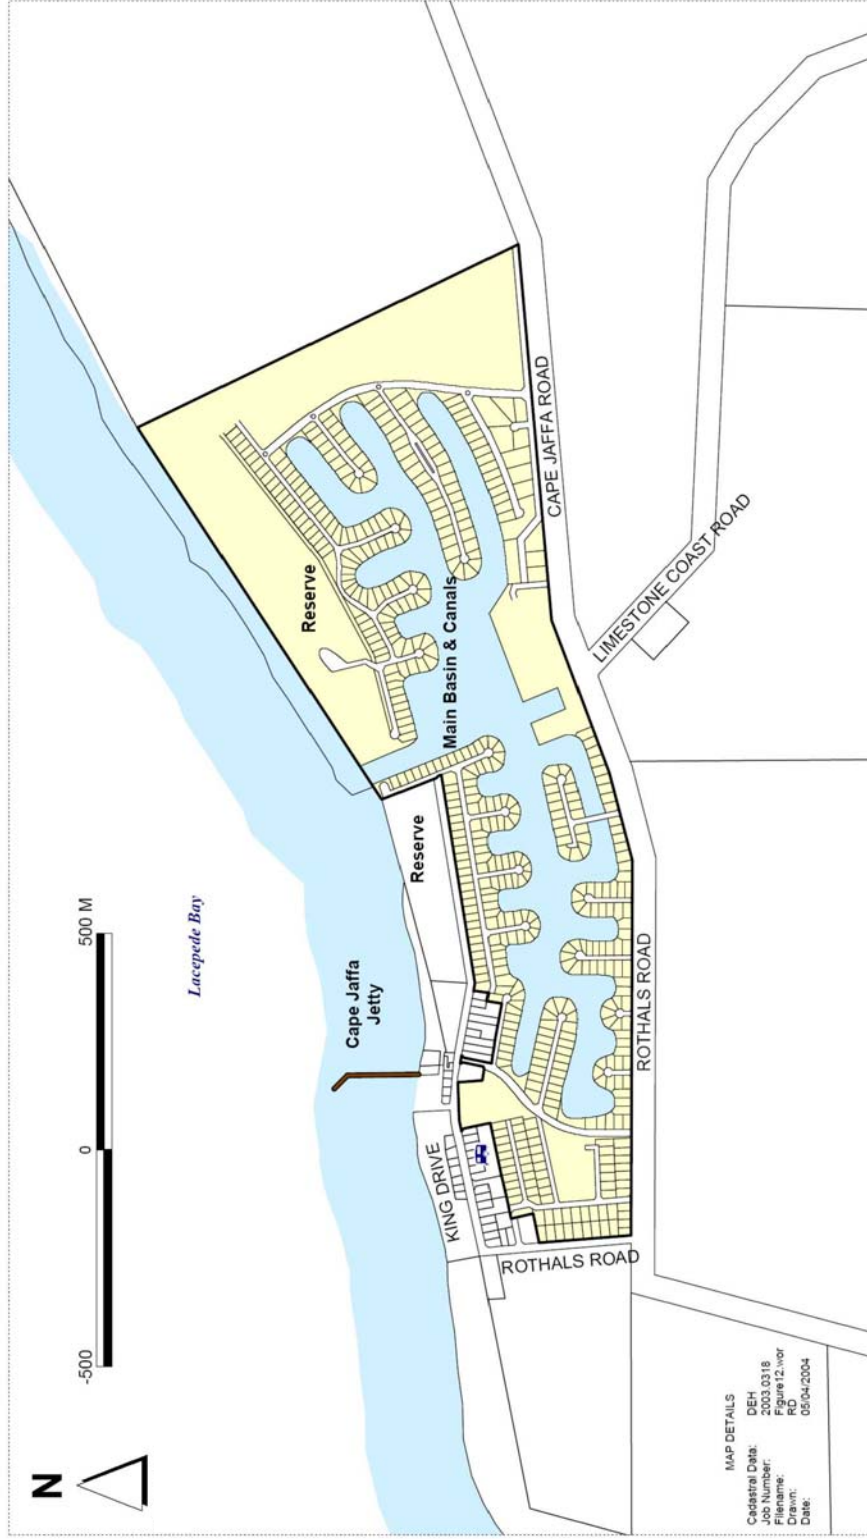 N
-500
0
500 M
Lacepede Bay
Cape Jaffa
Jetty
Reserve
Reserve
Main Basin & Canals
KING DRIVE
ROTHALS ROAD
ROTHALS ROAD
CAPE JAFFA ROAD
LIMESTONE COAST ROAD
MAP DETAILS
Cadastral Data: DEH
Job Number: 2003.0318
Filename: Figure12.wor
Drawn: RD
Date: 05/04/2004